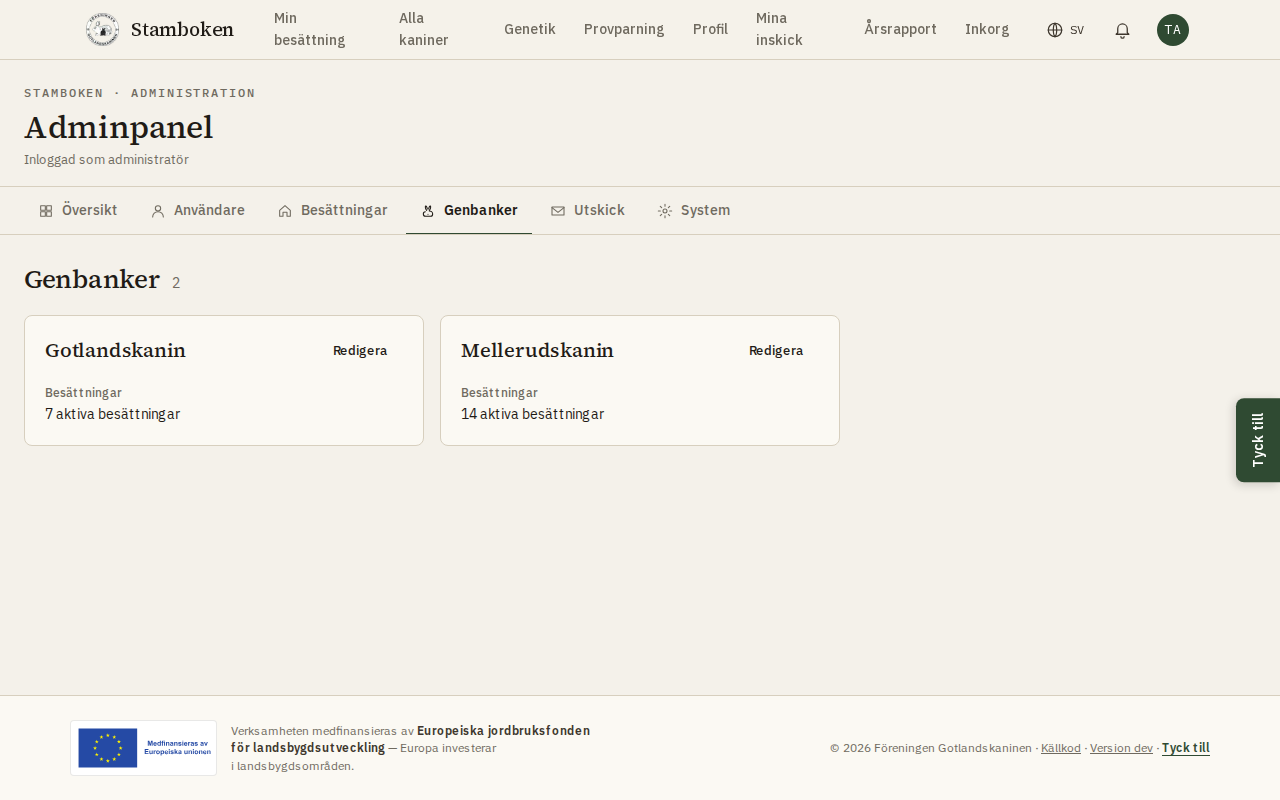 Stamboken
Min besättning
Alla kaniner
Genetik
Provparning
Profil
Mina inskick
Årsrapport
Inkorg
SV
TA
STAMBOKEN · ADMINISTRATION
Adminpanel
Inloggad som administratör
Översikt
Användare
Besättningar
Genbanker
Utskick
System
Genbanker 2
Gotlandskanin
Redigera
Besättningar
7 aktiva besättningar
Mellerudskanin
Redigera
Besättningar
14 aktiva besättningar
Tyck till
Medfinansieras av
Europeiska unionen
Verksamheten medfinansieras av Europeiska jordbruksfonden
för landsbygdsutveckling — Europa investerar
i landsbygdsområden.
© 2026 Föreningen Gotlandskaninen · Källkod · Version dev · Tyck till